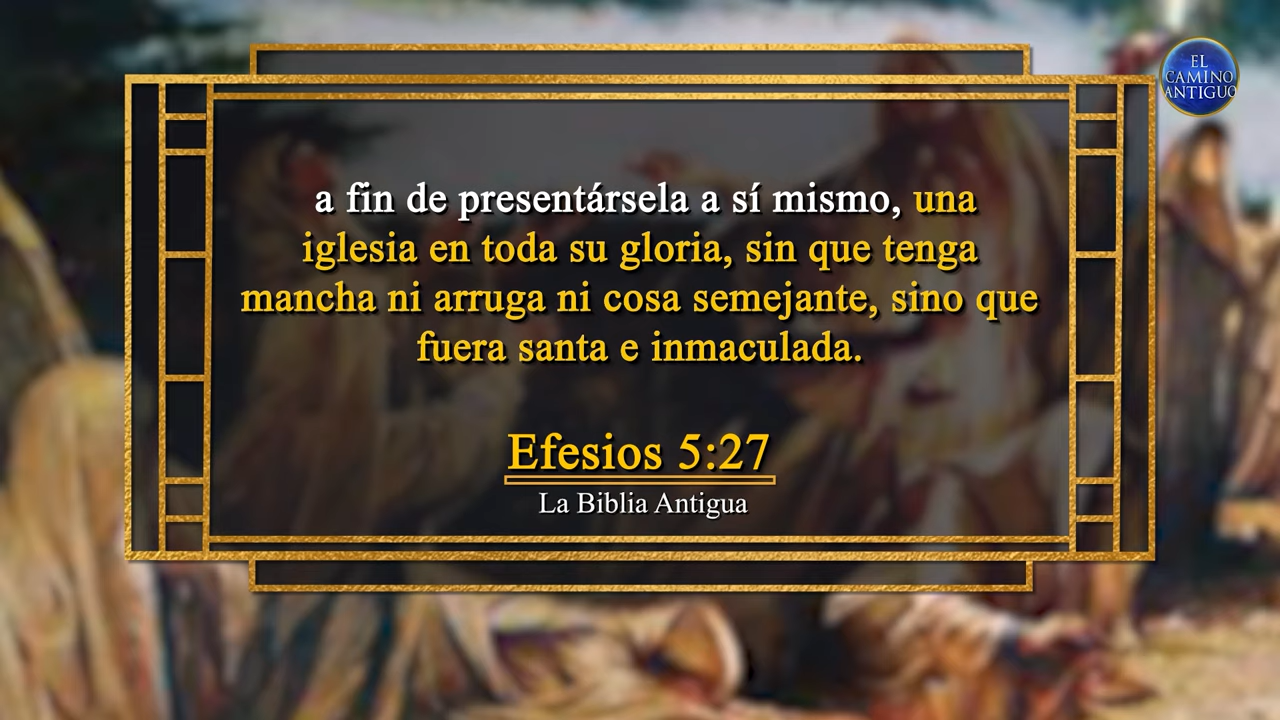 EL
CAMINO
ANTIGUO
a fin de presentársela a sí mismo, una
iglesia en toda su gloria, sin que tenga
mancha ni arruga ni cosa semejante, sino que
fuera santa e inmaculada.
Efesios 5:27
La Biblia Antigua